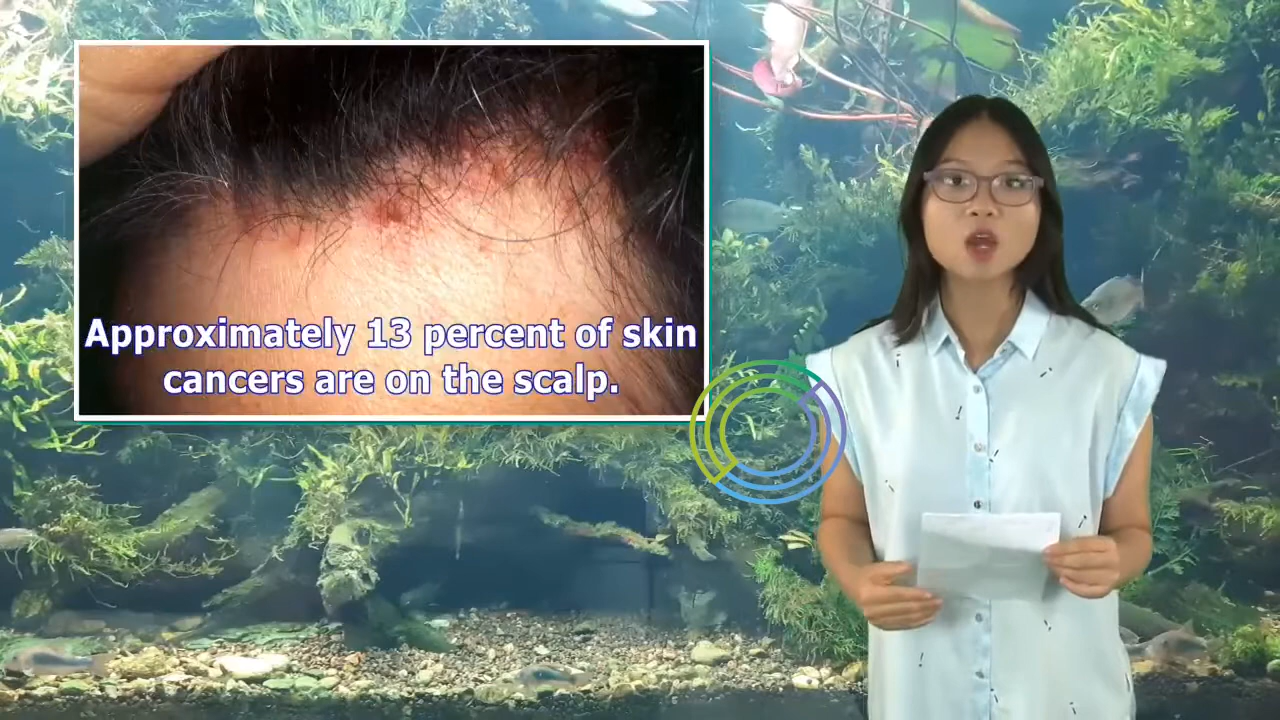 Approximately 13 percent of skin
cancers are on the scalp.